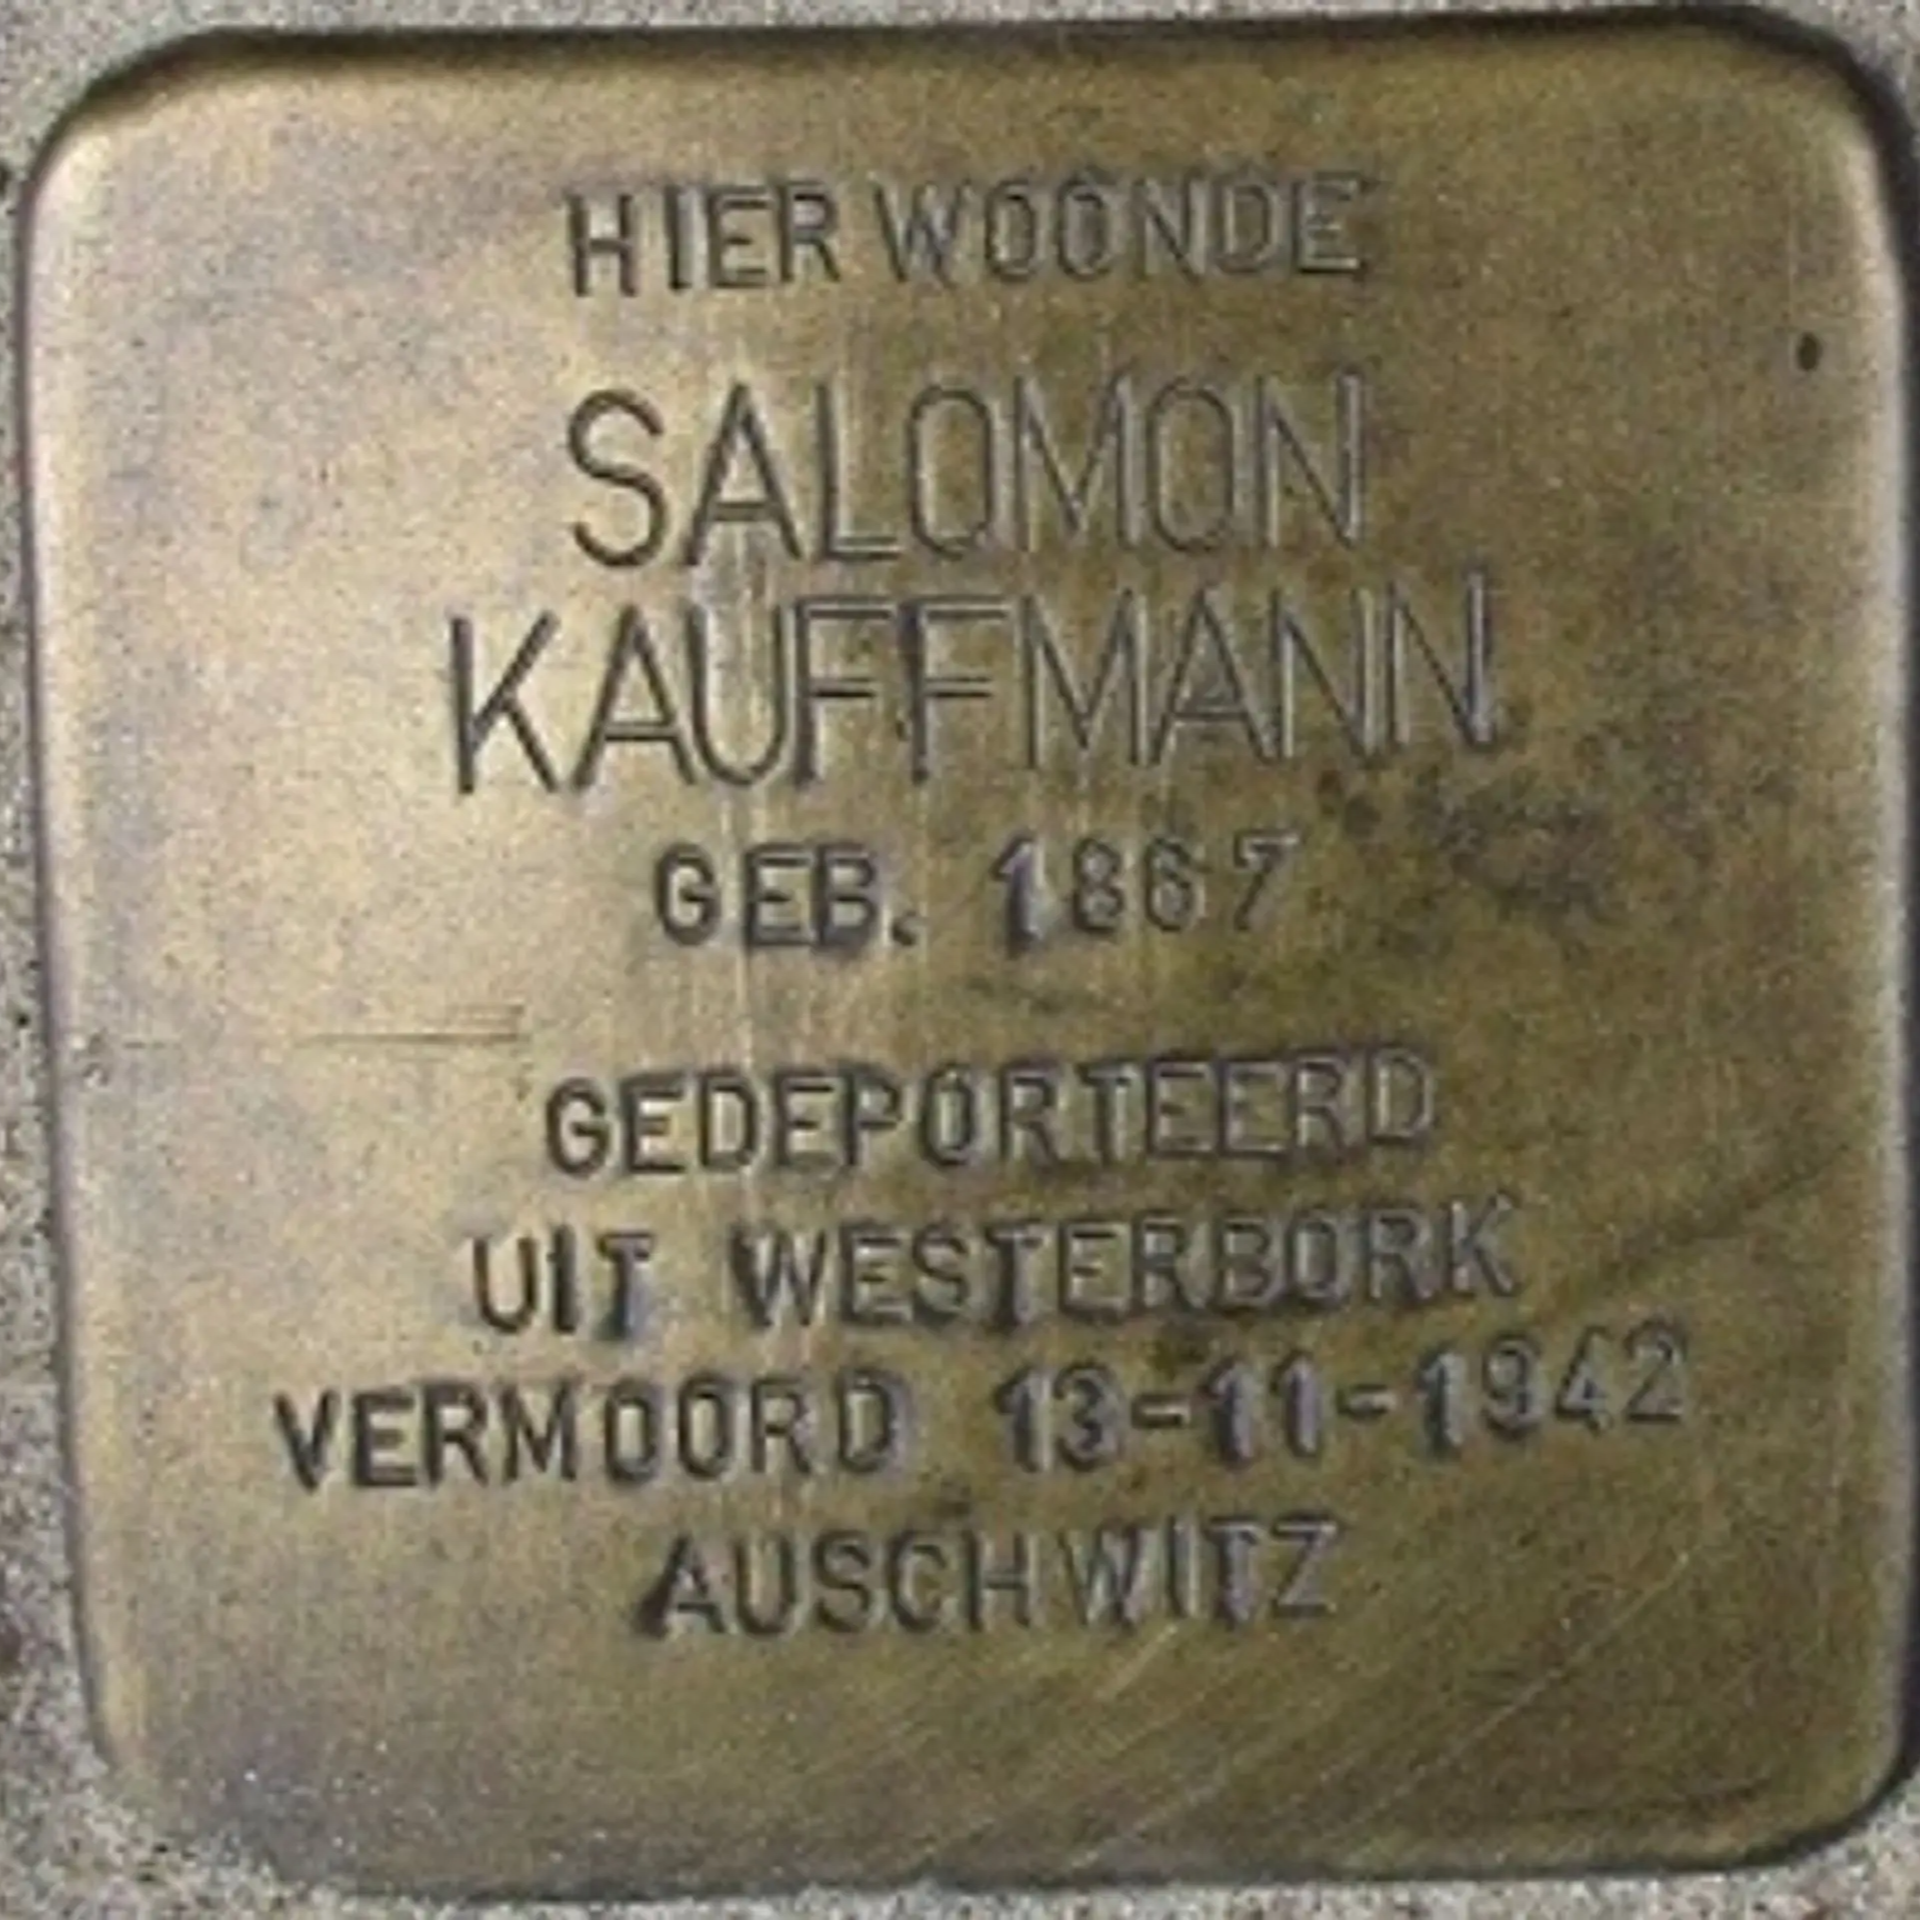 HIER WOONDE
SALOMON
KAUFFMANN
GEB. 1867
GEDEPORTEERD
UIT WESTERBORK
VERMOORD 13-11-1942
AUSCHWITZ